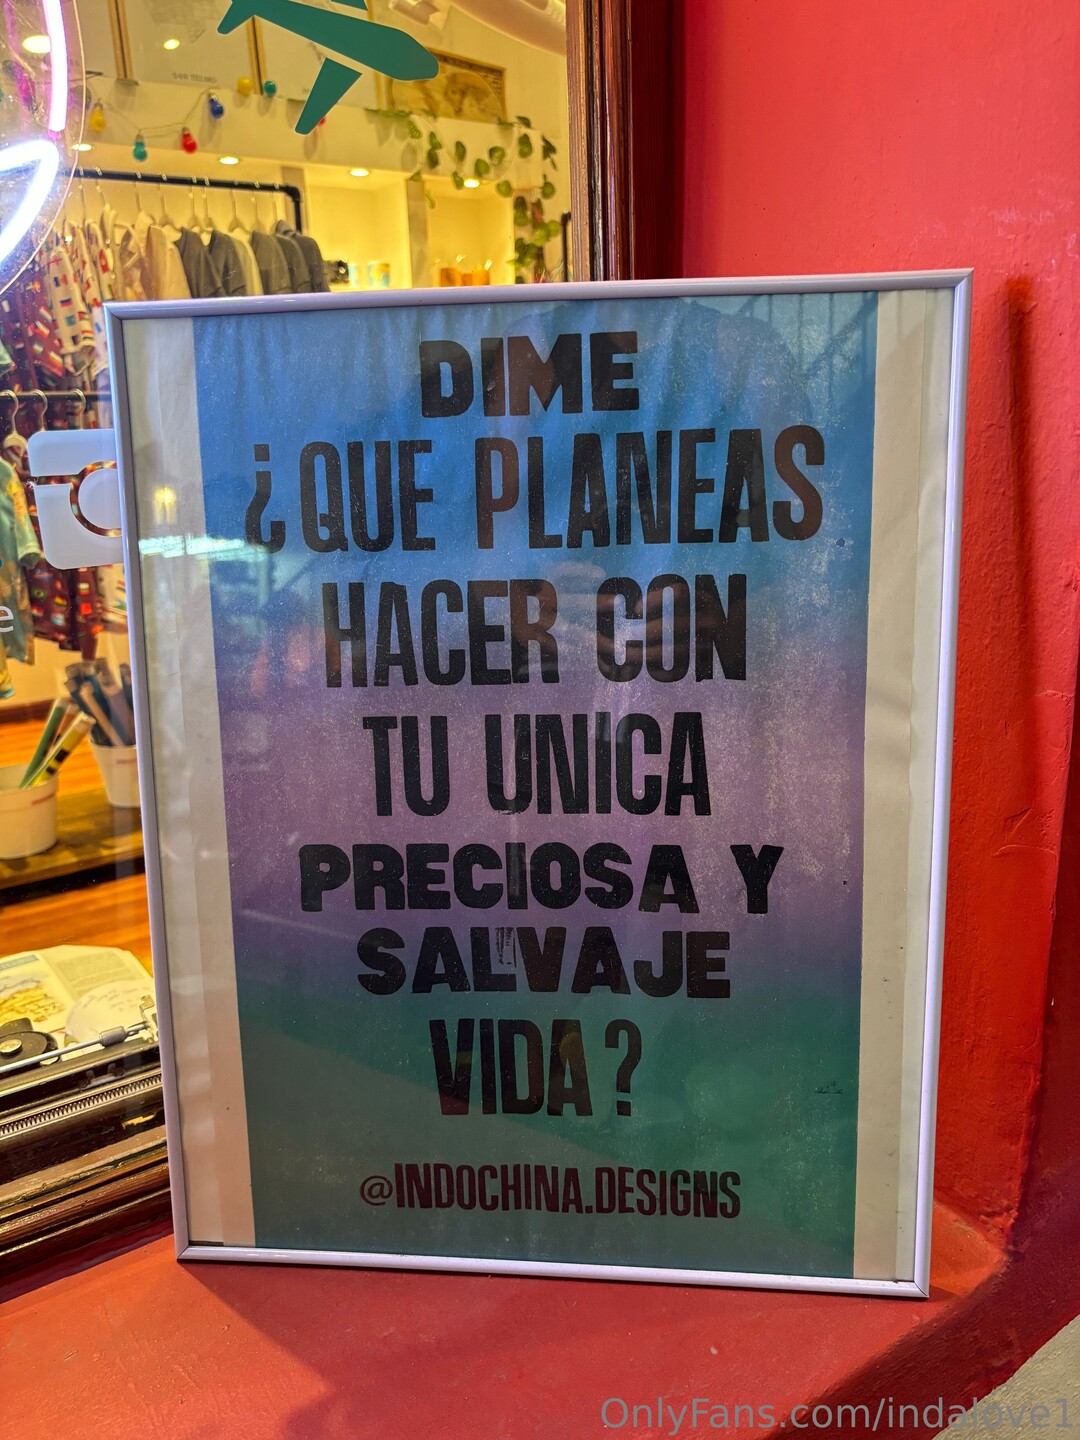 DIME
¿QUE PLANEAS
HACER CON
TU UNICA
PRECIOSA Y
SALVAJE
VIDA?
@INDOCHINA.DESIGNS
e
OnlyFans.com/indalove1